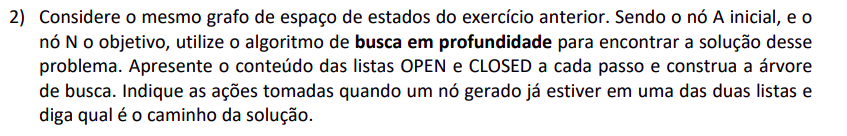 2) Considere o mesmo grafo de espaço de estados do exercício anterior. Sendo o nó A inicial, e o
nó N o objetivo, utilize o algoritmo de busca em profundidade para encontrar a solução desse
problema. Apresente o conteúdo das listas OPEN e CLOSED a cada passo e construa a árvore
de busca. Indique as ações tomadas quando um nó gerado já estiver em uma das duas listas e
diga qual é o caminho da solução.